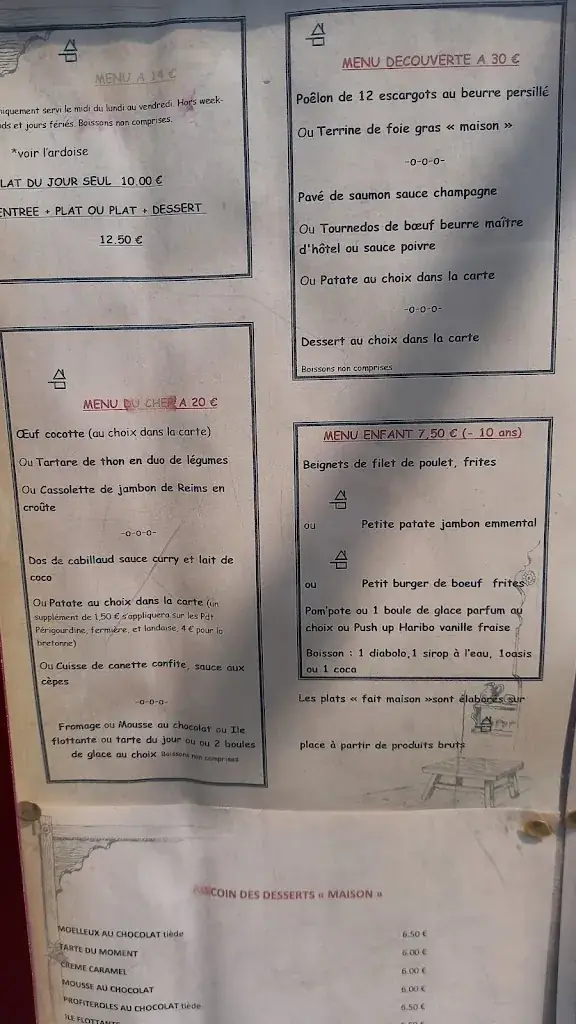 MENU A 14 €
uniquement servi le midi du lundi au vendredi. Hors week-
nds et jours fériés. Boissons non comprises.
*voir l'ardoise
LAT DU JOUR SEUL 10.00 €
ENTREE + PLAT OU PLAT + DESSERT
12.50 €
MENU DECOUVERTE A 30 €
Poêlon de 12 escargots au beurre persillé
Ou Terrine de foie gras « maison »
-o-o-o-
Pavé de saumon sauce champagne
Ou Tournedos de bœuf beurre maître
d'hôtel ou sauce poivre
Ou Patate au choix dans la carte
-o-o-o-
Dessert au choix dans la carte
Boissons non comprises
MENU DU CHEF A 20 €
Œuf cocotte (au choix dans la carte)
Ou Tartare de thon en duo de légumes
Ou Cassolette de jambon de Reims en
croûte
-o-o-o-
Dos de cabillaud sauce curry et lait de
coco
Ou Patate au choix dans la carte (un
supplément de 1,50 € s'appliquera sur les Pdt
Périgourdine, fermière, et landaise, 4 € pour la
bretonne)
Ou Cuisse de canette confite, sauce aux
cèpes
-o-o-o-
Fromage ou Mousse au chocolat ou Ile
flottante ou tarte du jour ou ou 2 boules
de glace au choix Boissons non comprises
MENU ENFANT 7,50 € (- 10 ans)
Beignets de filet de poulet, frites
ou Petite patate jambon emmental
ou Petit burger de boeuf frites
Pom'pote ou 1 boule de glace parfum au
choix ou Push up Haribo vanille fraise
Boisson : 1 diabolo,1 sirop à l'eau, 1oasis
ou 1 coca
Les plats « fait maison »sont élaborés sur
place à partir de produits bruts
COIN DES DESSERTS « MAISON »
MOELLEUX AU CHOCOLAT tiède 6.50 €
TARTE DU MOMENT 6.00 €
CREME CARAMEL 6.00 €
MOUSSE AU CHOCOLAT 6.00 €
PROFITEROLES AU CHOCOLAT tiède 6.50 €
ILE FLOTTANTE